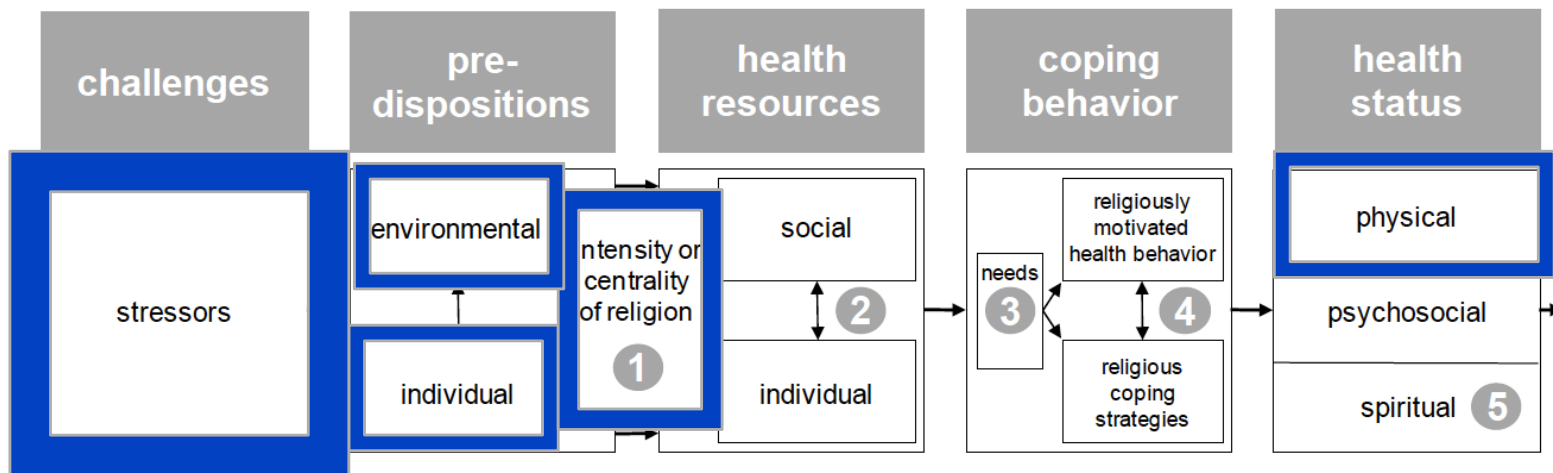 challenges
pre-
dispositions
health
resources
coping
behavior
health
status
stressors
environmental
individual
ntensity or
centrality
of religion
1
social
2
individual
needs
3
religiously
motivated
health behavior
4
religious
coping
strategies
physical
psychosocial
spiritual 5